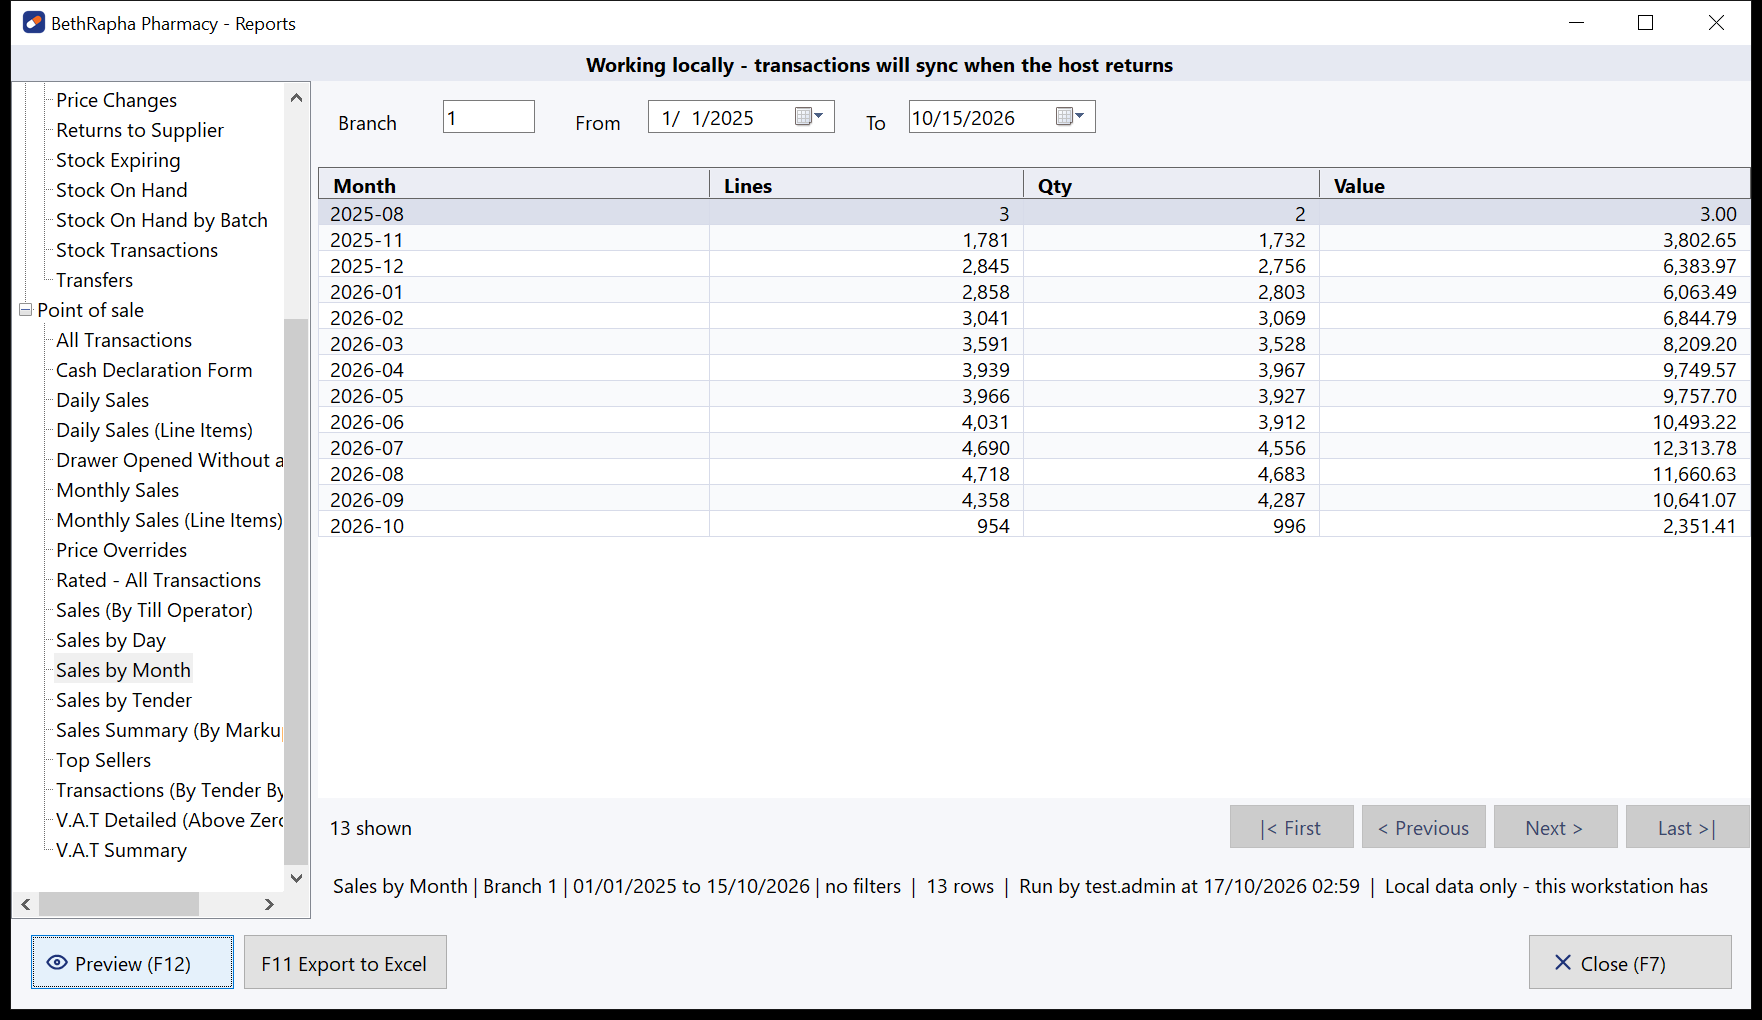 BethRapha Pharmacy - Reports
Working locally - transactions will sync when the host returns
Price Changes
Returns to Supplier
Stock Expiring
Stock On Hand
Stock On Hand by Batch
Stock Transactions
Transfers
Point of sale
All Transactions
Cash Declaration Form
Daily Sales
Daily Sales (Line Items)
Drawer Opened Without a
Monthly Sales
Monthly Sales (Line Items)
Price Overrides
Rated - All Transactions
Sales (By Till Operator)
Sales by Day
Sales by Month
Sales by Tender
Sales Summary (By Marku
Top Sellers
Transactions (By Tender By
V.A.T Detailed (Above Zero
V.A.T Summary
Branch 1 From 1/ 1/2025 To 10/15/2026
Month Lines Qty Value
2025-08 3 2 3.00
2025-11 1,781 1,732 3,802.65
2025-12 2,845 2,756 6,383.97
2026-01 2,858 2,803 6,063.49
2026-02 3,041 3,069 6,844.79
2026-03 3,591 3,528 8,209.20
2026-04 3,939 3,967 9,749.57
2026-05 3,966 3,927 9,757.70
2026-06 4,031 3,912 10,493.22
2026-07 4,690 4,556 12,313.78
2026-08 4,718 4,683 11,660.63
2026-09 4,358 4,287 10,641.07
2026-10 954 996 2,351.41
13 shown |< First < Previous Next > Last >|
Sales by Month | Branch 1 | 01/01/2025 to 15/10/2026 | no filters | 13 rows | Run by test.admin at 17/10/2026 02:59 | Local data only - this workstation has
Preview (F12) F11 Export to Excel Close (F7)